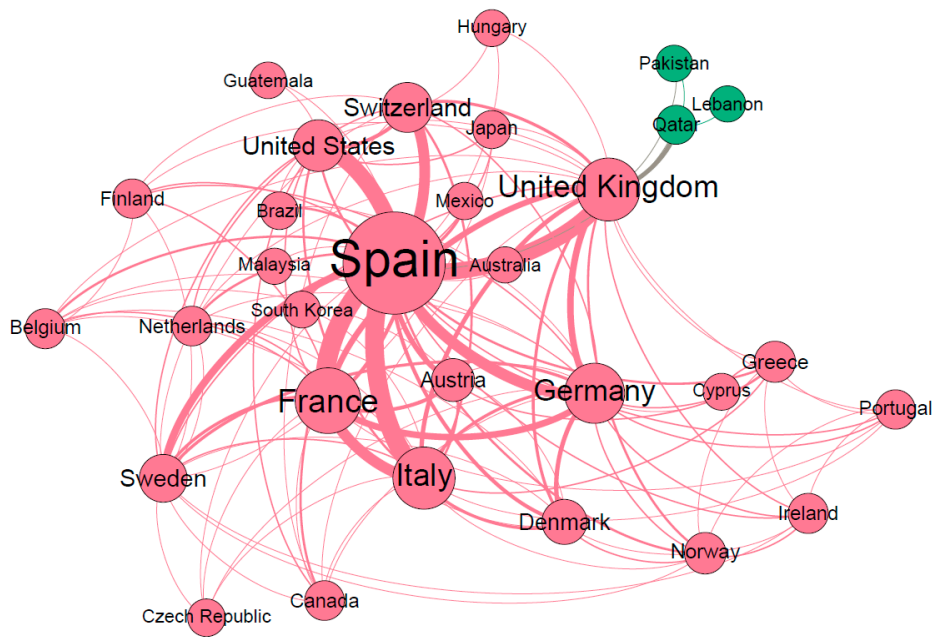 Hungary
Pakistan
Guatemala
Lebanon
Switzerland
Qatar
Japan
United States
United Kingdom
Finland
Mexico
Brazil
Spain
Malaysia
Australia
South Korea
Belgium
Netherlands
Greece
Austria
Cyprus
Germany
France
Portugal
Italy
Sweden
Ireland
Denmark
Norway
Canada
Czech Republic